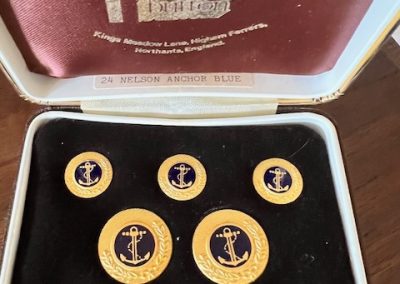 Kings Meadow Lane, Higham Ferrers,
Northants, England.
24 NELSON ANCHOR BLUE